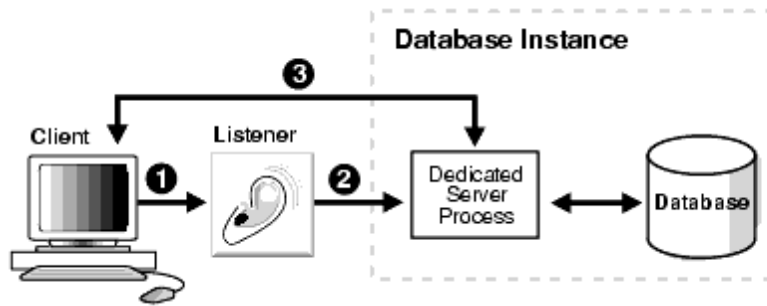 Database Instance
3
Client
Listener
1
2
Dedicated
Server
Process
Database